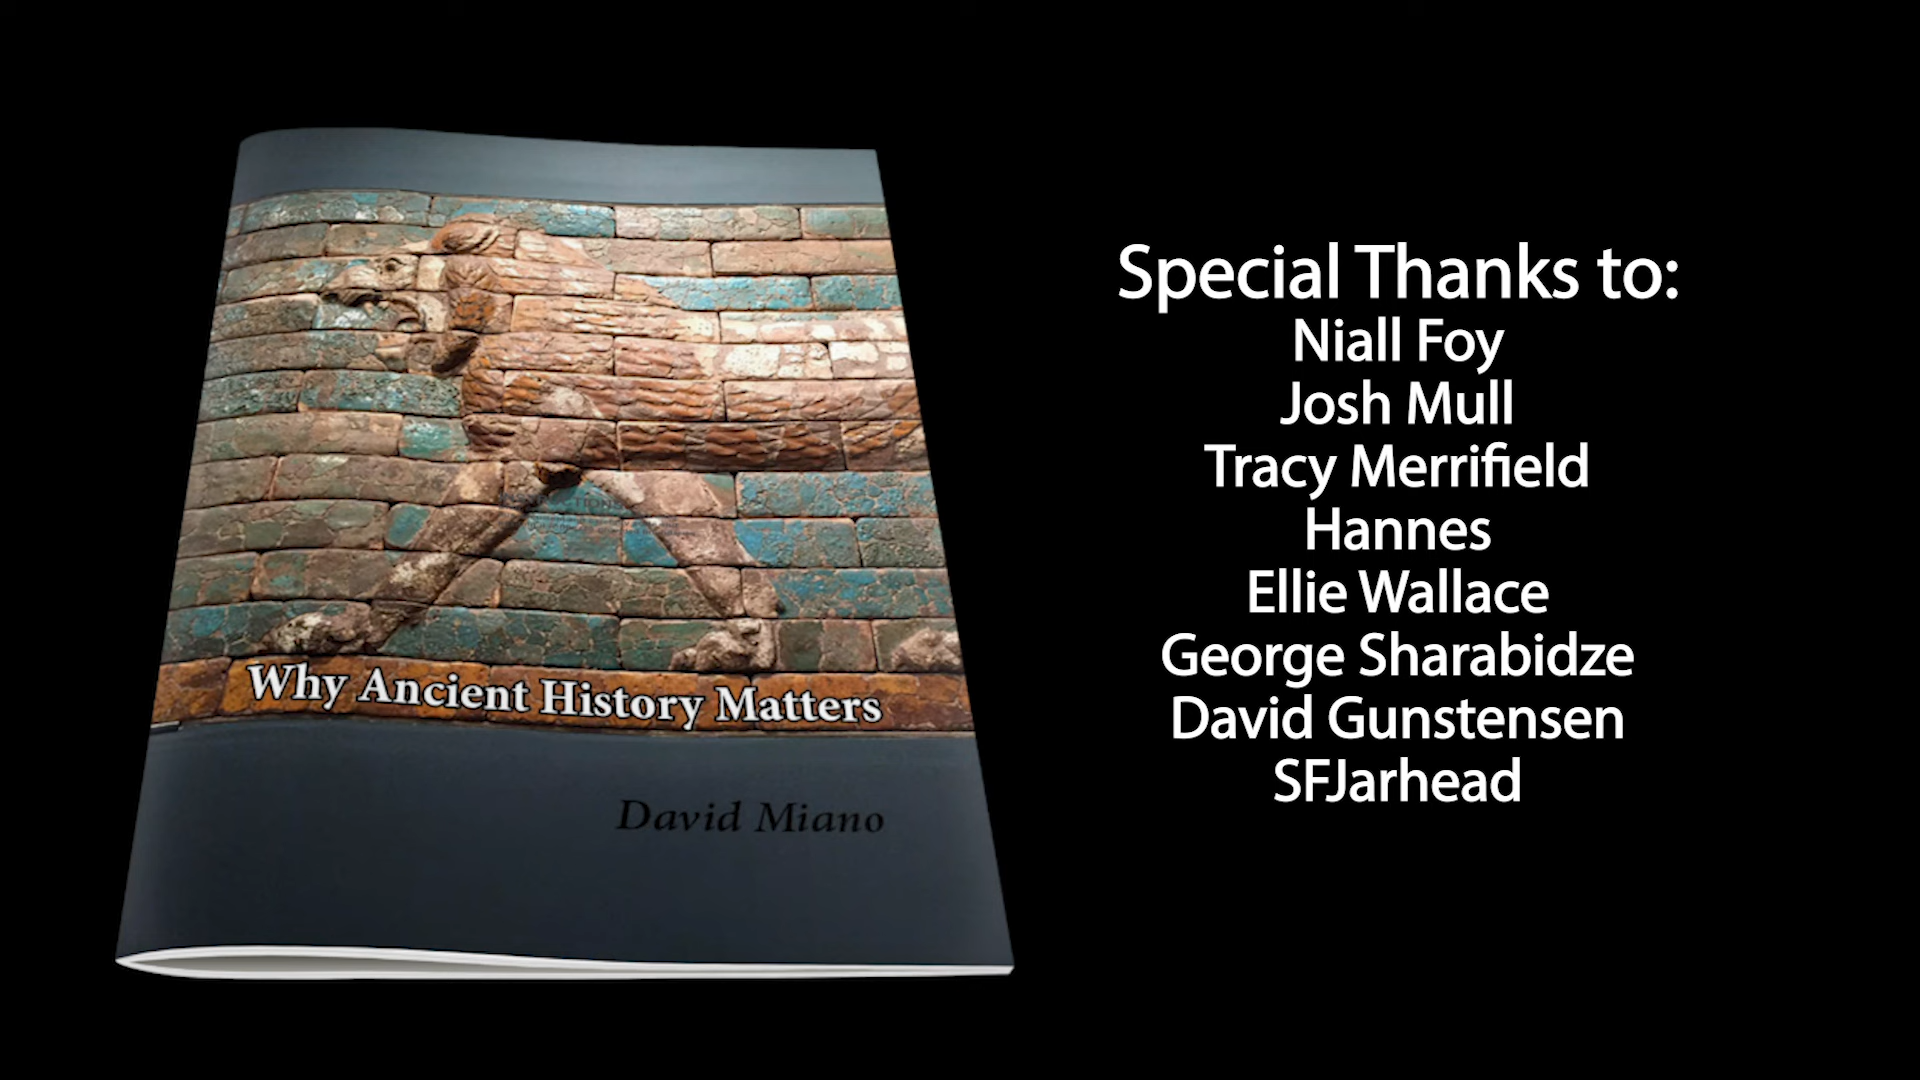 Why Ancient History Matters
David Miano
Special Thanks to:
Niall Foy
Josh Mull
Tracy Merrifield
Hannes
Ellie Wallace
George Sharabidze
David Gunstensen
SFJarhead